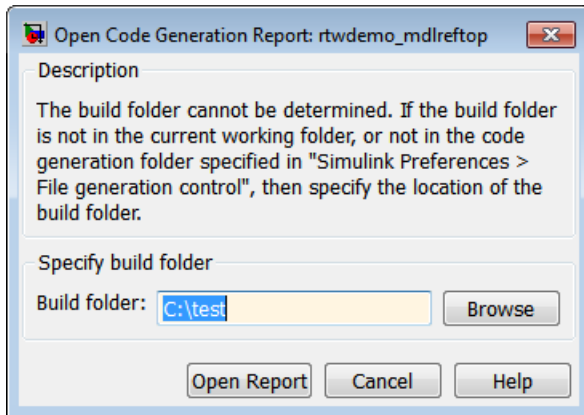 Open Code Generation Report: rtwdemo_mdlreftop
Description
The build folder cannot be determined. If the build folder
is not in the current working folder, or not in the code
generation folder specified in "Simulink Preferences >
File generation control", then specify the location of the
build folder.
Specify build folder
Build folder: C:\test Browse
Open Report Cancel Help